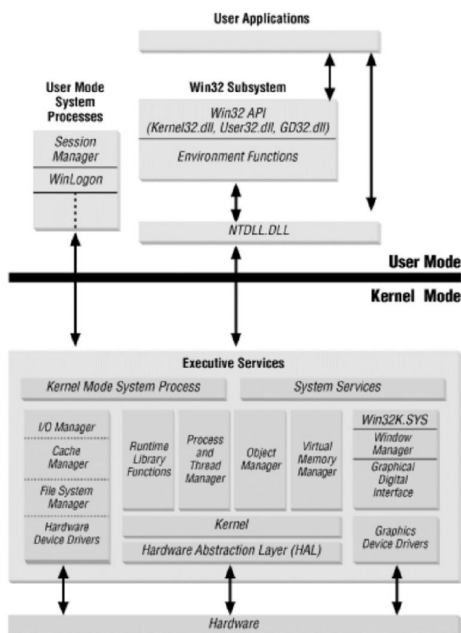 User Applications
User Mode
System
Processes
Session
Manager
WinLogon
Win32 Subsystem
Win32 API
(Kernel32.dll, User32.dll, GD32.dll)
Environment Functions
NTDLL.DLL
User Mode
Kernel Mode
Executive Services
Kernel Mode System Process
System Services
I/O Manager
Cache
Manager
File System
Manager
Hardware
Device Drivers
Runtime
Library
Functions
Process
and
Thread
Manager
Object
Manager
Virtual
Memory
Manager
Win32K.SYS
Window
Manager
Graphical
Digital
Interface
Kernel
Hardware Abstraction Layer (HAL)
Graphics
Device Drivers
Hardware